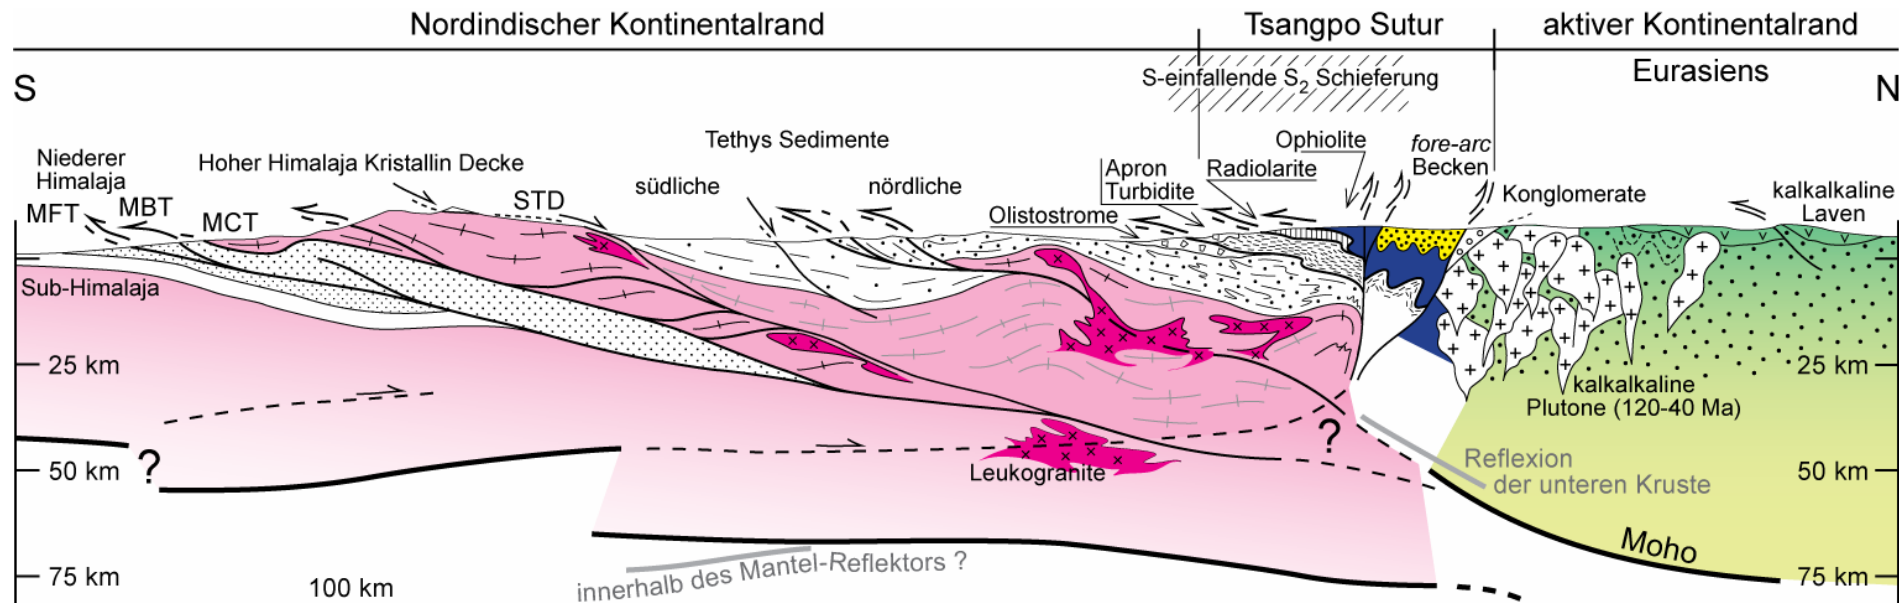 Nordindischer Kontinentalrand
Tsangpo Sutur
aktiver Kontinentalrand
Eurasiens
S
N
S-einfallende S2 Schieferung
Tethys Sedimente
südliche
nördliche
Niederer
Himalaja
Hoher Himalaja Kristallin Decke
MFT
MBT
MCT
STD
Olistostrome
Apron
Turbidite
Radiolarite
Ophiolite
fore-arc
Becken
Konglomerate
kalkalkaline
Laven
Sub-Himalaja
25 km
50 km
75 km
?
100 km
Leukogranite
?
kalkalkaline
Plutone (120-40 Ma)
Reflexion
der unteren Kruste
Moho
innerhalb des Mantel-Reflektors ?
25 km
50 km
75 km